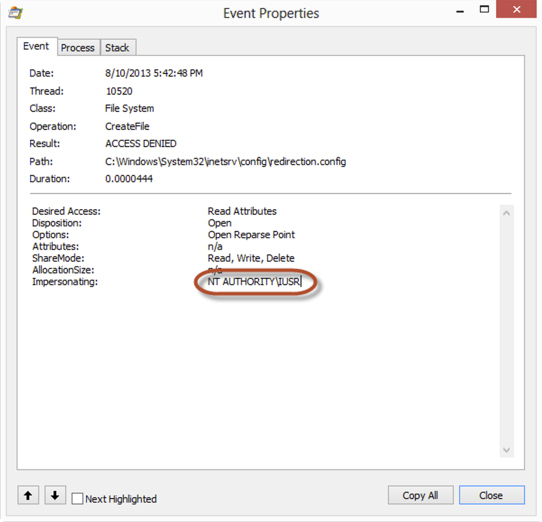 Event Properties
Event Process Stack
Date: 8/10/2013 5:42:48 PM
Thread: 10520
Class: File System
Operation: CreateFile
Result: ACCESS DENIED
Path: C:\Windows\System32\inetsrv\config\redirection.config
Duration: 0.0000444
Desired Access: Read Attributes
Disposition: Open
Options: Open Reparse Point
Attributes: n/a
ShareMode: Read, Write, Delete
AllocationSize: n/a
Impersonating: NT AUTHORITY\IUSR
Next Highlighted Copy All Close